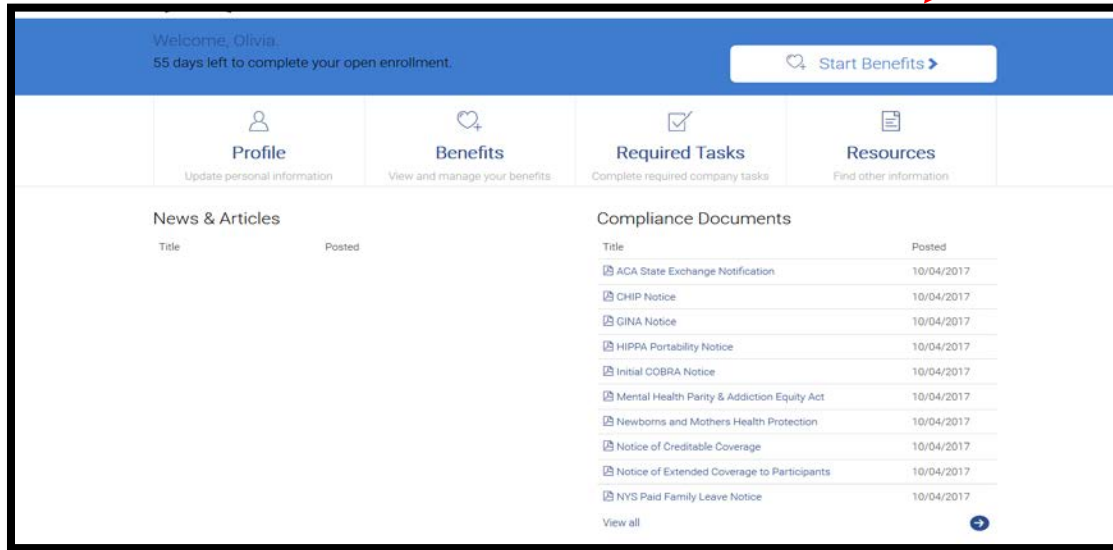 Welcome, Olivia.
55 days left to complete your open enrollment.
Start Benefits
Profile
Update personal information
Benefits
View and manage your benefits
Required Tasks
Complete required company tasks
Resources
Find other information
News & Articles
Title Posted
Compliance Documents
Title Posted
ACA State Exchange Notification 10/04/2017
CHIP Notice 10/04/2017
GINA Notice 10/04/2017
HIPPA Portability Notice 10/04/2017
Initial COBRA Notice 10/04/2017
Mental Health Parity & Addiction Equity Act 10/04/2017
Newborns and Mothers Health Protection 10/04/2017
Notice of Creditable Coverage 10/04/2017
Notice of Extended Coverage to Participants 10/04/2017
NYS Paid Family Leave Notice 10/04/2017
View all